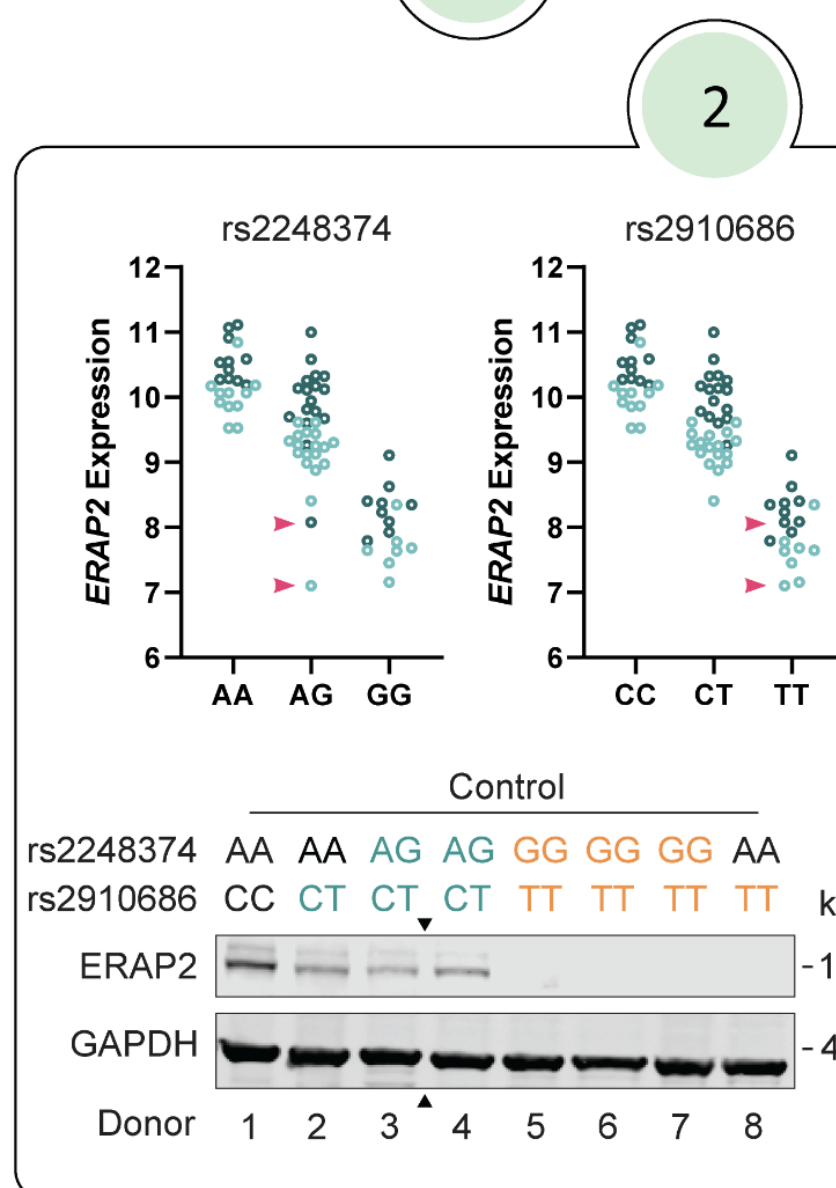 2
rs2248374
ERAP2 Expression
12
11
10
9
8
7
6
AA AG GG
rs2910686
ERAP2 Expression
12
11
10
9
8
7
6
CC CT TT
Control
rs2248374 AA AA AG AG GG GG GG AA
rs2910686 CC CT CT CT TT TT TT TT k
ERAP2 -1
GAPDH -4
Donor 1 2 3 4 5 6 7 8